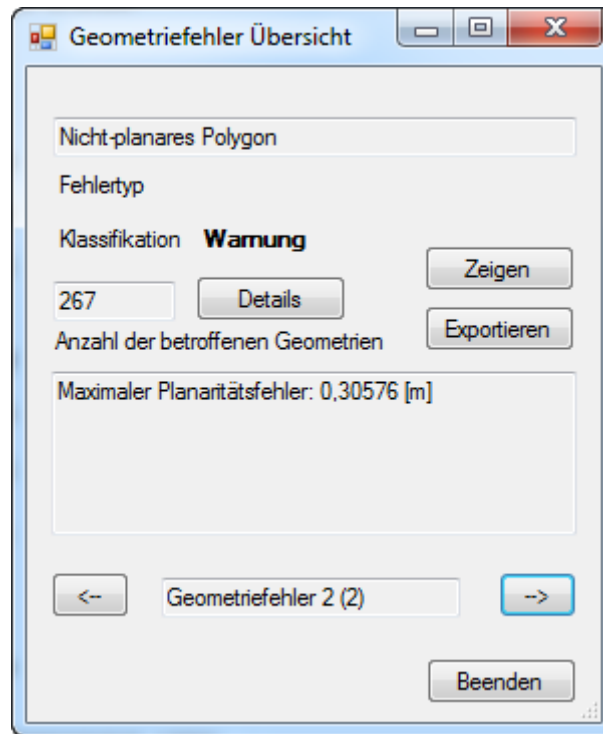 Geometriefehler Übersicht
Nicht-planares Polygon
Fehlertyp
Klassifikation Warnung
Zeigen
267 Details
Exportieren
Anzahl der betroffenen Geometrien
Maximaler Planaritätsfehler: 0,30576 [m]
<-- Geometriefehler 2 (2) -->
Beenden